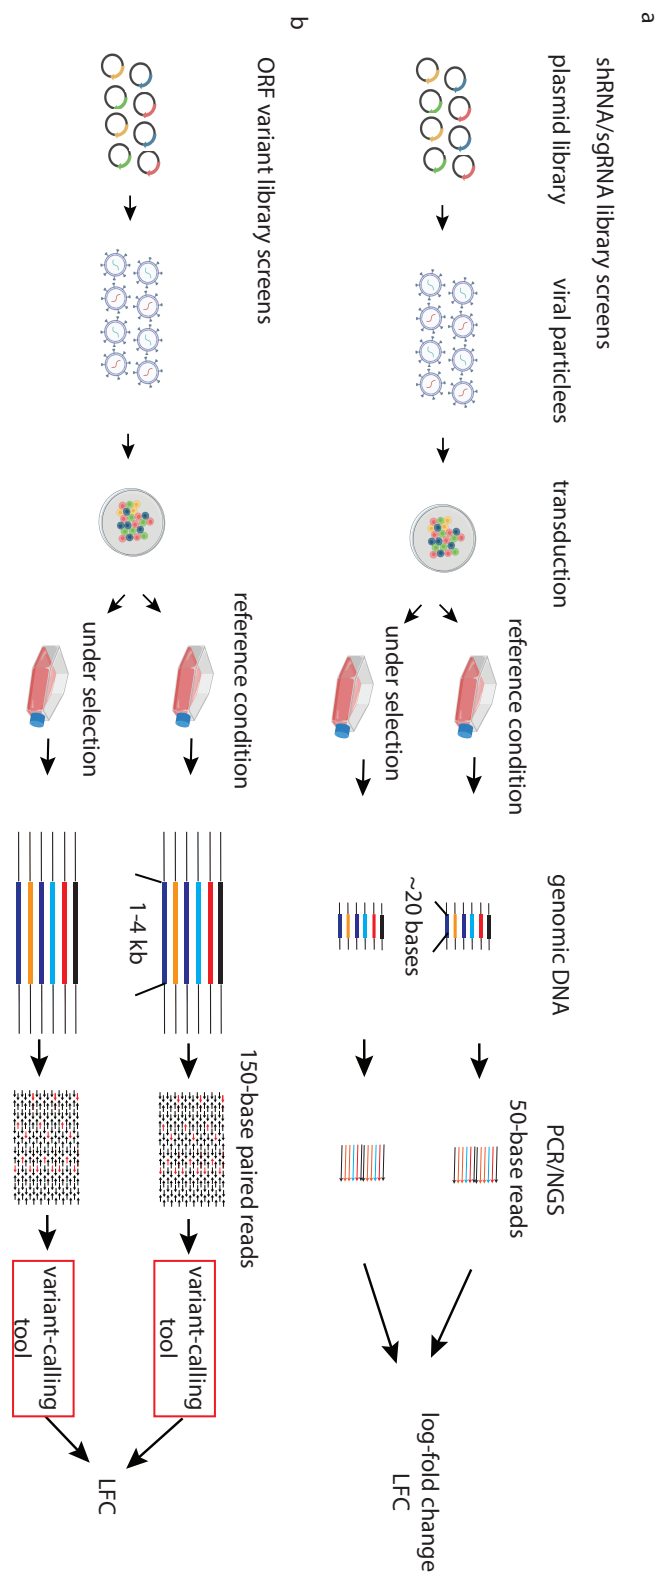 a
shRNA/sgRNA library screens
plasmid library
viral particlees
transduction
reference condition
under selection
genomic DNA
~20 bases
PCR/NGS
50-base reads
log-fold change
LFC
b
ORF variant library screens
reference condition
under selection
1-4 kb
150-base paired reads
variant-calling
tool
variant-calling
tool
LFC